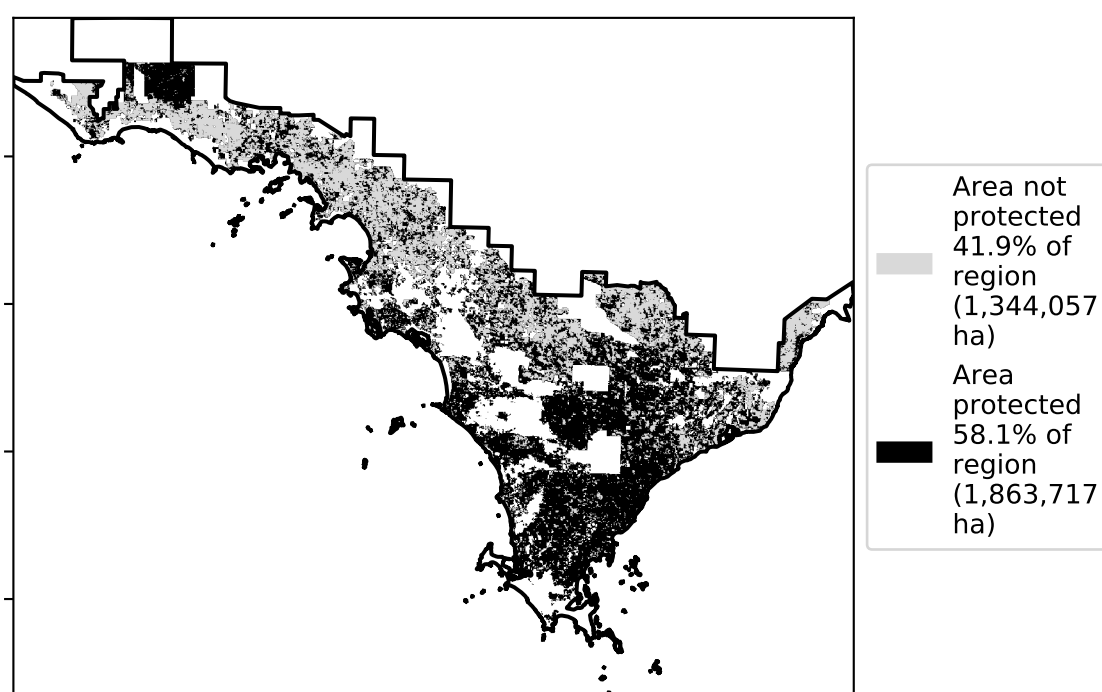 Area not
protected
41.9% of
region
(1,344,057
ha)
Area
protected
58.1% of
region
(1,863,717
ha)